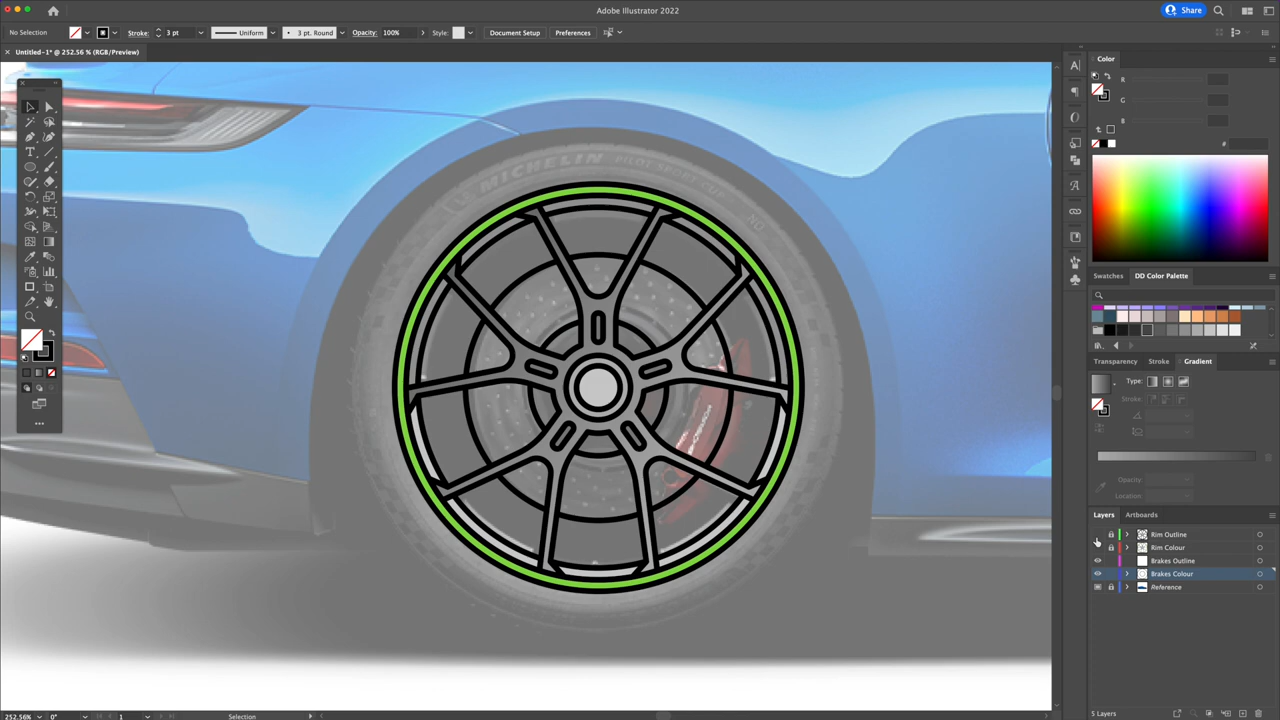 Adobe Illustrator 2022
Share
No Selection
Stroke:
3 pt
Uniform
3 pt. Round
Opacity:
100%
Style:
Document Setup
Preferences
Untitled-1* @ 252.56 % (RGB/Preview)
MICHELIN PILOT SPORT CUP
NO
Color
R
G
B
#
Swatches
DD Color Palette
Transparency
Stroke
Gradient
Type:
Stroke:
Opacity:
Location:
Layers
Artboards
Rim Outline
Rim Colour
Brakes Outline
Brakes Colour
Reference
5 Layers
252.56%
0°
1
Selection